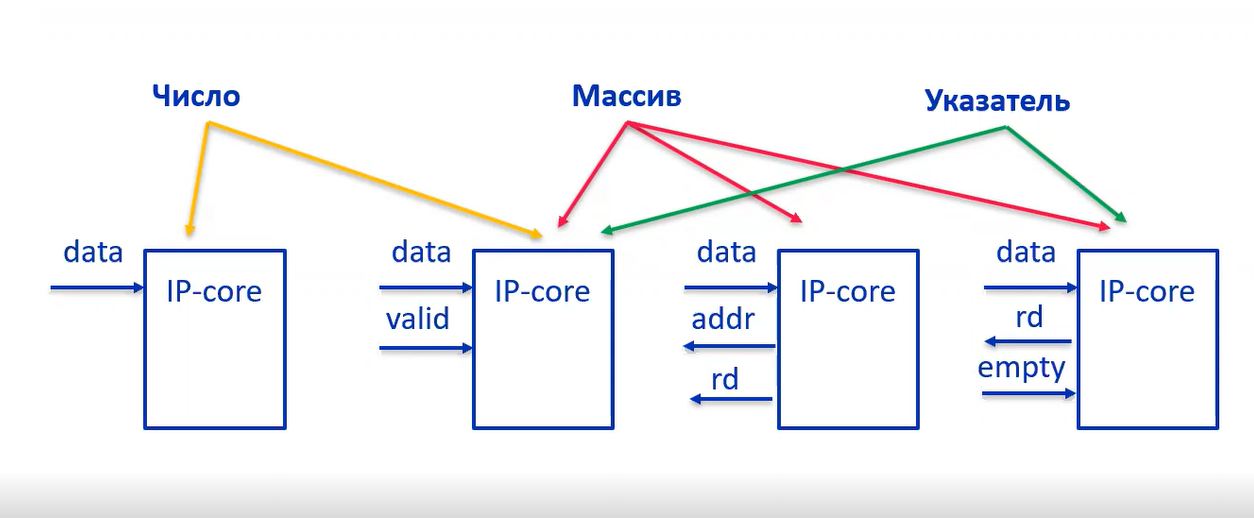 Число
Массив
Указатель
data
IP-core
data
valid
IP-core
data
addr
rd
IP-core
data
rd
empty
IP-core